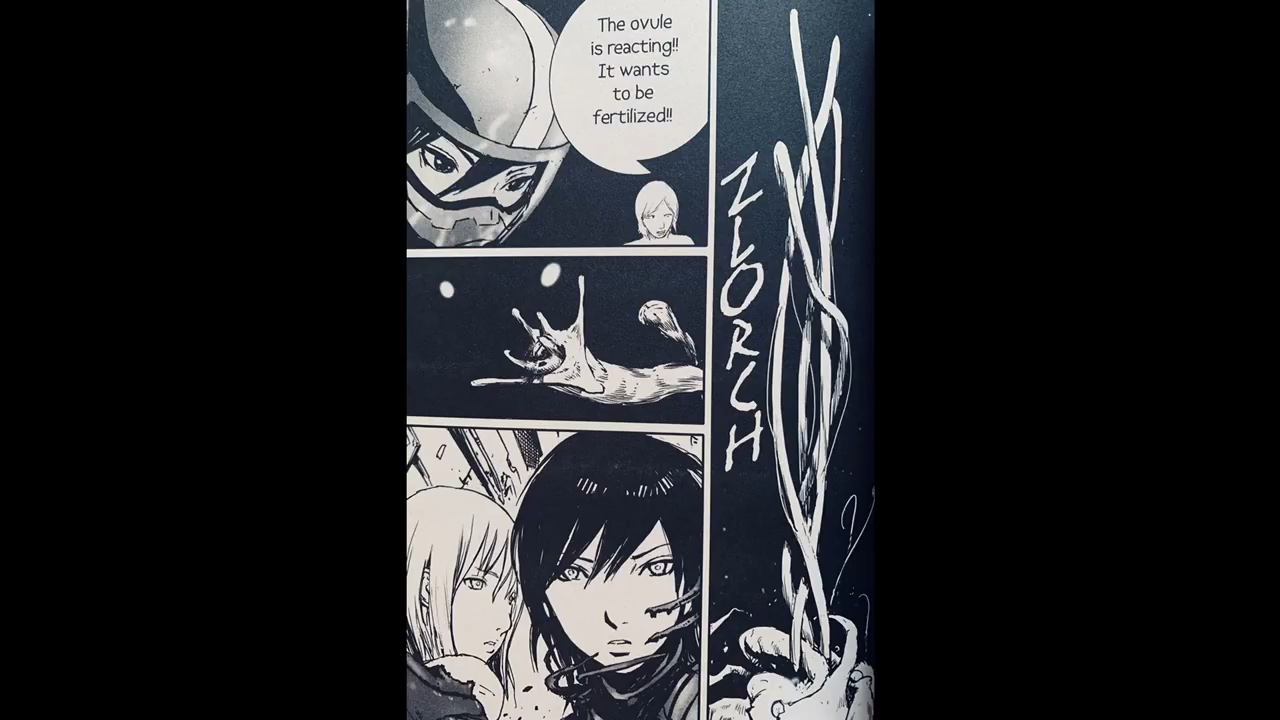 The ovule
is reacting!!
It wants
to be
fertilized!!
ZLORCH